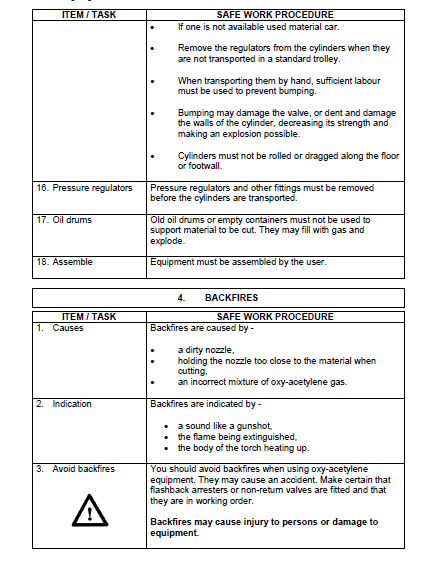 ITEM / TASK SAFE WORK PROCEDURE
• If one is not available used material car.
• Remove the regulators from the cylinders when they
are not transported in a standard trolley.
• When transporting them by hand, sufficient labour
must be used to prevent bumping.
• Bumping may damage the valve, or dent and damage
the walls of the cylinder, decreasing its strength and
making an explosion possible.
• Cylinders must not be rolled or dragged along the floor
or footwall.
16. Pressure regulators Pressure regulators and other fittings must be removed
before the cylinders are transported.
17. Oil drums Old oil drums or empty containers must not be used to
support material to be cut. They may fill with gas and
explode.
18. Assemble Equipment must be assembled by the user.
4. BACKFIRES
ITEM / TASK SAFE WORK PROCEDURE
1. Causes Backfires are caused by -
• a dirty nozzle,
• holding the nozzle too close to the material when
cutting,
• an incorrect mixture of oxy-acetylene gas.
2. Indication Backfires are indicated by -
• a sound like a gunshot,
• the flame being extinguished,
• the body of the torch heating up.
3. Avoid backfires You should avoid backfires when using oxy-acetylene
equipment. They may cause an accident. Make certain that
flashback arresters or non-return valves are fitted and that
they are in working order.
Backfires may cause injury to persons or damage to
equipment.